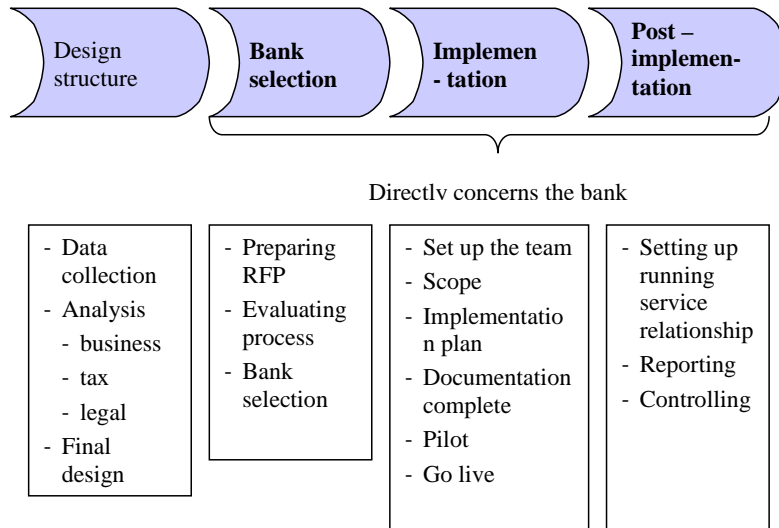 Design
structure
Bank
selection
Implemen
- tation
Post –
implemen-
tation
Directly concerns the bank
- Data
collection
- Analysis
- business
- tax
- legal
- Final
design
- Preparing
RFP
- Evaluating
process
- Bank
selection
- Set up the team
- Scope
- Implementatio
n plan
- Documentation
complete
- Pilot
- Go live
- Setting up
running
service
relationship
- Reporting
- Controlling